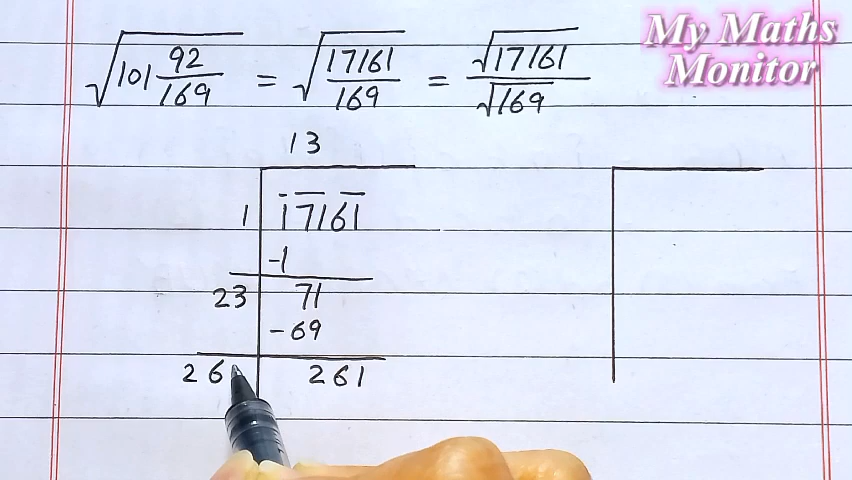 My Maths
Monitor
√101 92/169 = √17161/169 = √17161/√169
13
1 17161
-1
23 71
-69
26 261